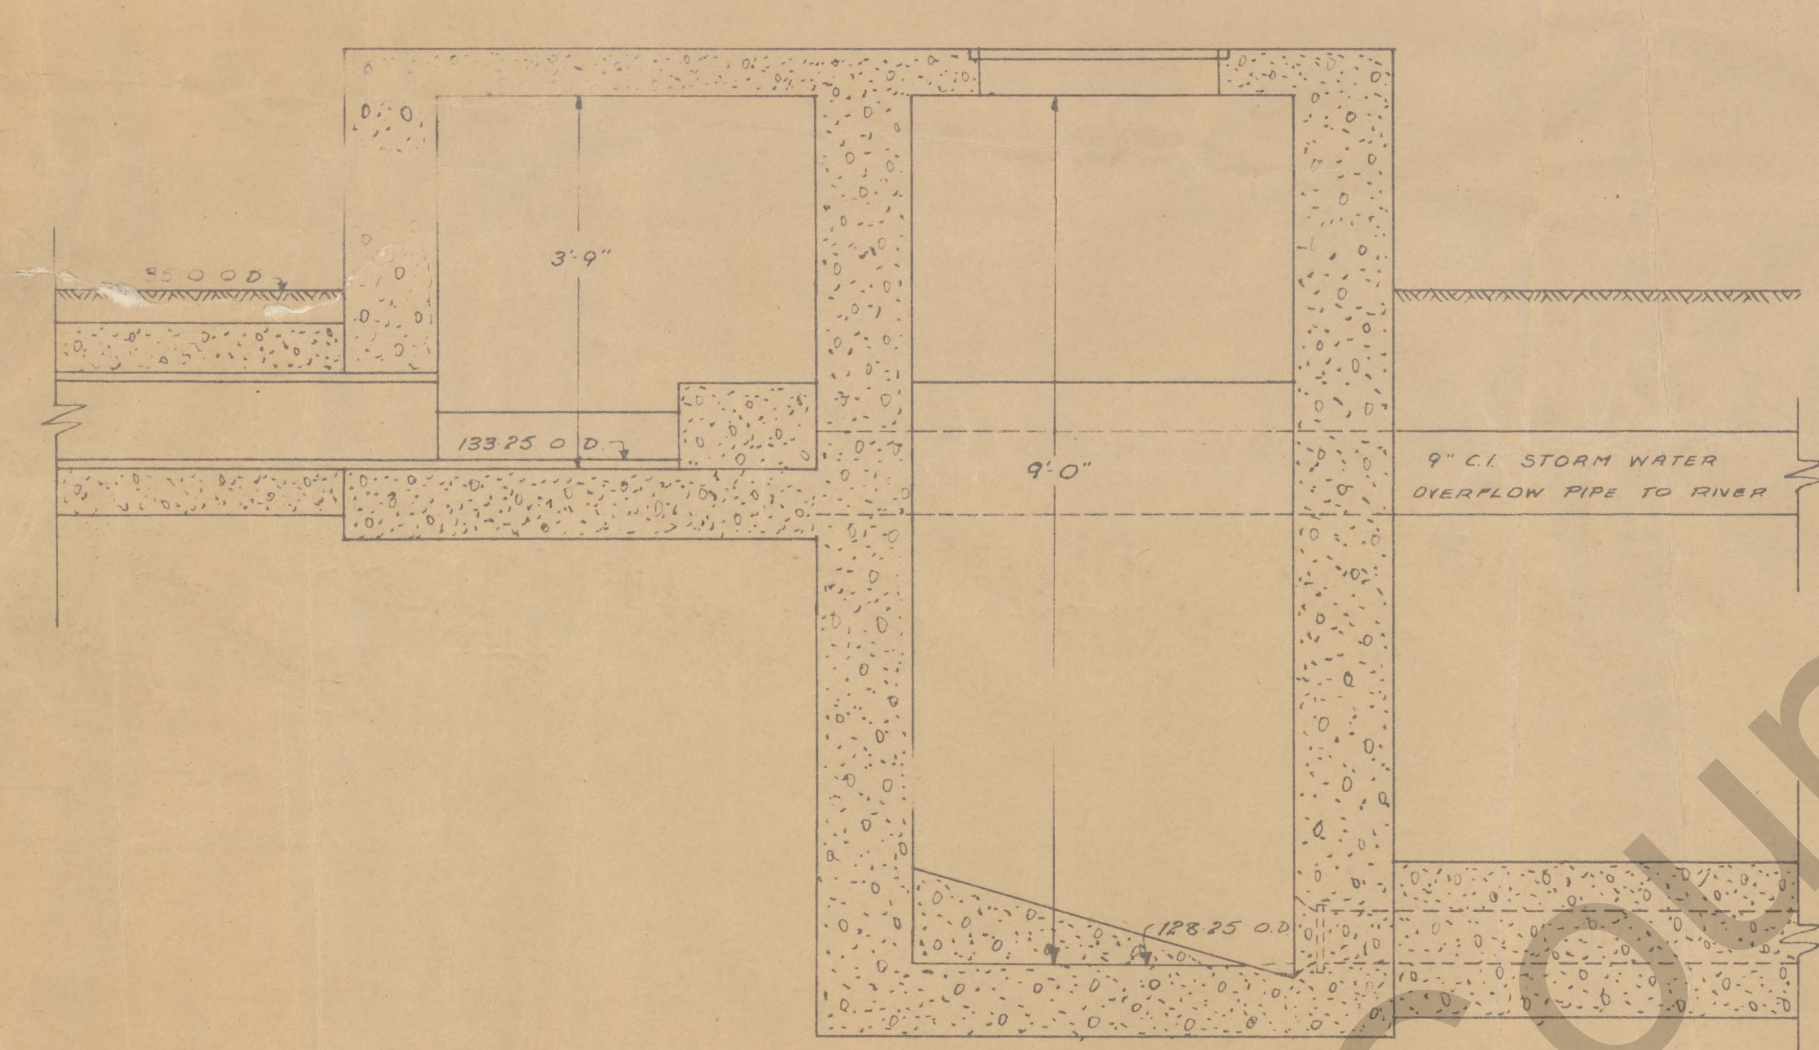 3'-9"
133.25 O.D.
9'-0"
9" C.I. STORM WATER
OVERFLOW PIPE TO RIVER
128.25 O.D.